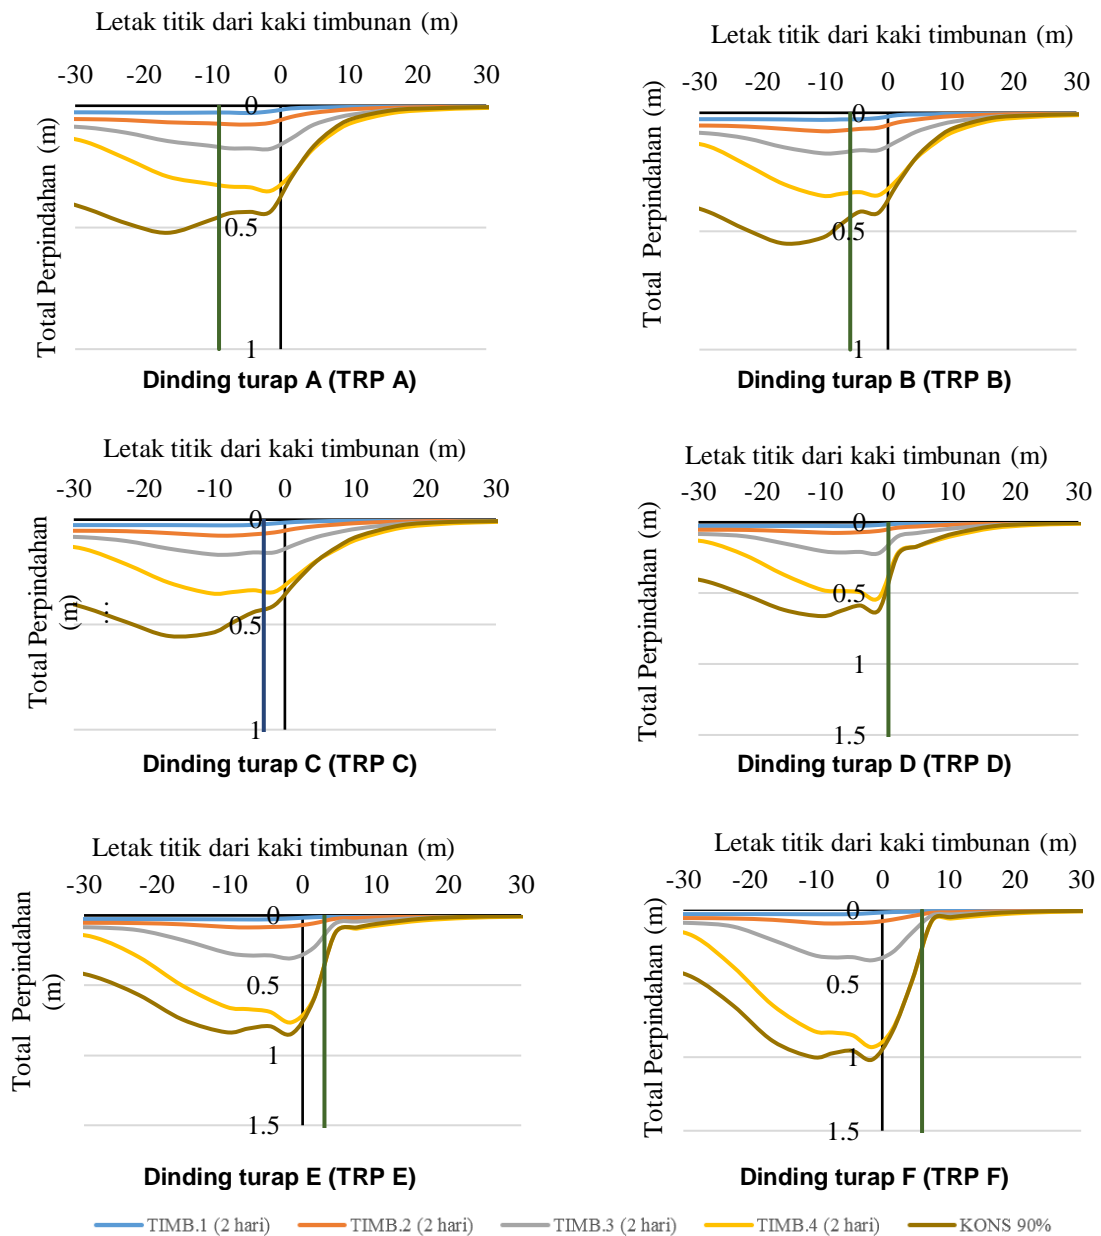 Letak titik dari kaki timbunan (m)
-30 -20 -10 0 10 20 30
0
0.5
1
Total Perpindahan (m)
Dinding turap A (TRP A)
Letak titik dari kaki timbunan (m)
-30 -20 -10 0 10 20 30
0
0.5
1
Total Perpindahan (m)
Dinding turap B (TRP B)
Letak titik dari kaki timbunan (m)
-30 -20 -10 0 10 20 30
0
0.5
1
Total Perpindahan
(m)
…
Dinding turap C (TRP C)
Letak titik dari kaki timbunan (m)
-30 -20 -10 0 10 20 30
0
0.5
1
1.5
Total Perpindahan (m)
Dinding turap D (TRP D)
Letak titik dari kaki timbunan (m)
-30 -20 -10 0 10 20 30
0
0.5
1
1.5
Total Perpindahan
(m)
Dinding turap E (TRP E)
Letak titik dari kaki timbunan (m)
-30 -20 -10 0 10 20 30
0
0.5
1
1.5
Total Perpindahan (m)
Dinding turap F (TRP F)
TIMB.1 (2 hari) TIMB.2 (2 hari) TIMB.3 (2 hari) TIMB.4 (2 hari) KONS 90%